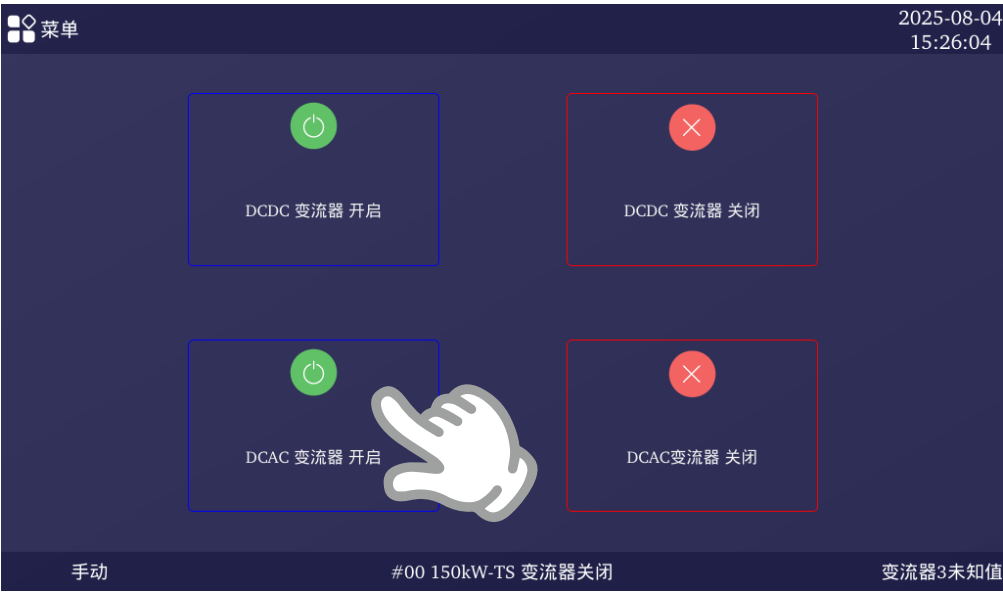 菜单
2025-08-04
15:26:04
DCDC 变流器 开启
DCDC 变流器 关闭
DCAC 变流器 开启
DCAC变流器 关闭
手动
#00 150kW-TS 变流器关闭
变流器3未知值